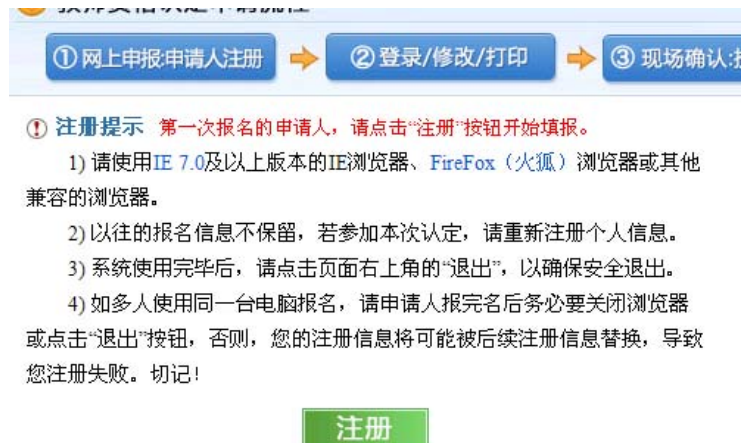 ①网上申报:申请人注册
②登录/修改/打印
③ 现场确认:
注册提示 第一次报名的申请人，请点击“注册”按钮开始填报。
1) 请使用IE 7.0及以上版本的IE浏览器、FireFox（火狐）浏览器或其他
兼容的浏览器。
2) 以往的报名信息不保留，若参加本次认定，请重新注册个人信息。
3) 系统使用完毕后，请点击页面右上角的“退出”，以确保安全退出。
4) 如多人使用同一台电脑报名，请申请人报完名后务必要关闭浏览器
或点击“退出”按钮，否则，您的注册信息将可能被后续注册信息替换，导致
您注册失败。切记！
注册